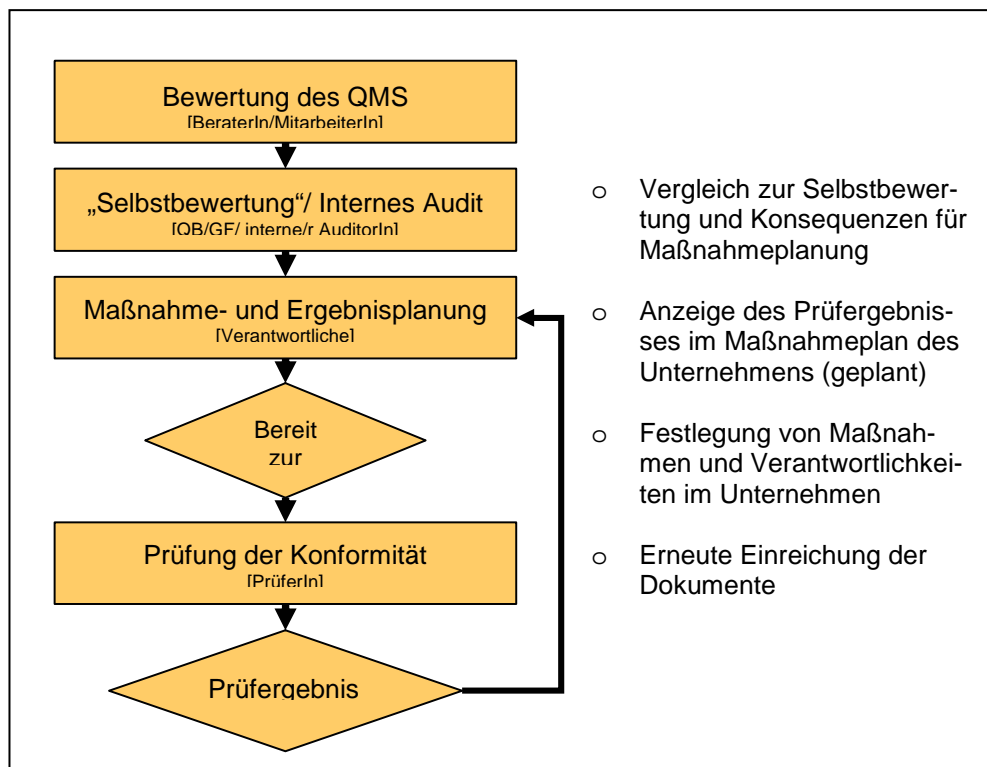 Bewertung des QMS
[BeraterIn/MitarbeiterIn]
„Selbstbewertung“/ Internes Audit
[QB/GF/ interne/r AuditorIn]
Maßnahme- und Ergebnisplanung
[Verantwortliche]
Bereit
zur
Prüfung der Konformität
[PrüferIn]
Prüfergebnis
o Vergleich zur Selbstbewer-
tung und Konsequenzen für
Maßnahmeplanung
o Anzeige des Prüfergebnis-
ses im Maßnahmeplan des
Unternehmens (geplant)
o Festlegung von Maßnah-
men und Verantwortlichkei-
ten im Unternehmen
o Erneute Einreichung der
Dokumente